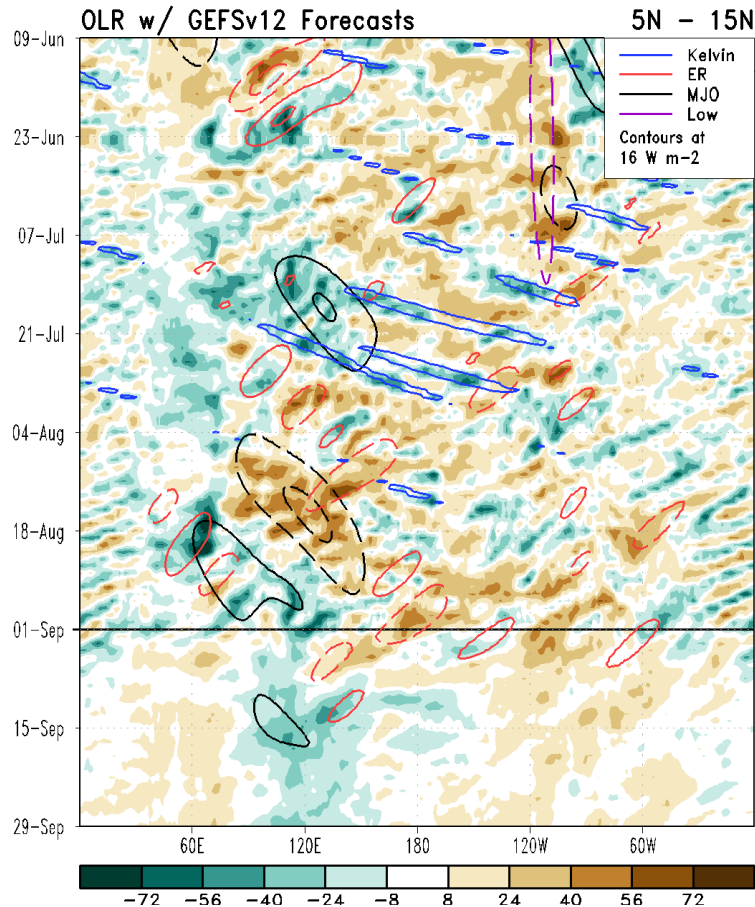 OLR w/ GEFSv12 Forecasts 5N - 15N
09-Jun
23-Jun
07-Jul
21-Jul
04-Aug
18-Aug
01-Sep
15-Sep
29-Sep
Kelvin
ER
MJO
Low
Contours at
16 W m-2
60E 120E 180 120W 60W
-72 -56 -40 -24 -8 8 24 40 56 72